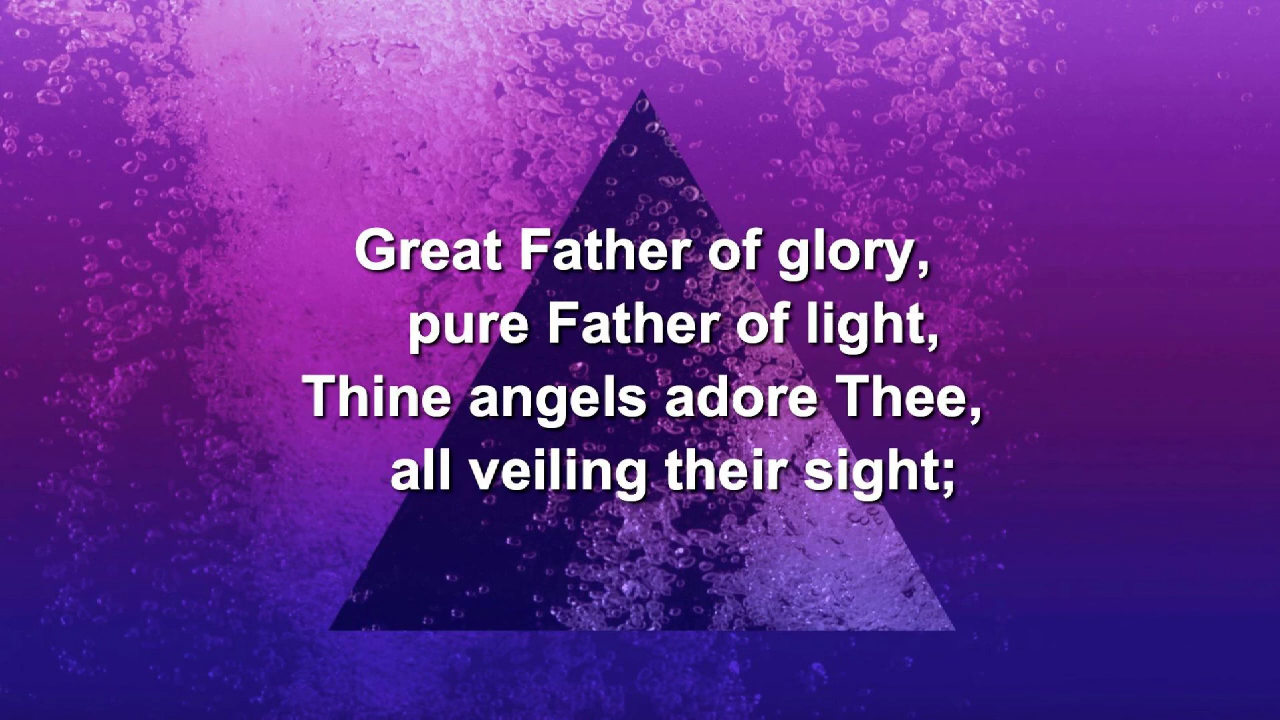 Great Father of glory,
pure Father of light,
Thine angels adore Thee,
all veiling their sight;